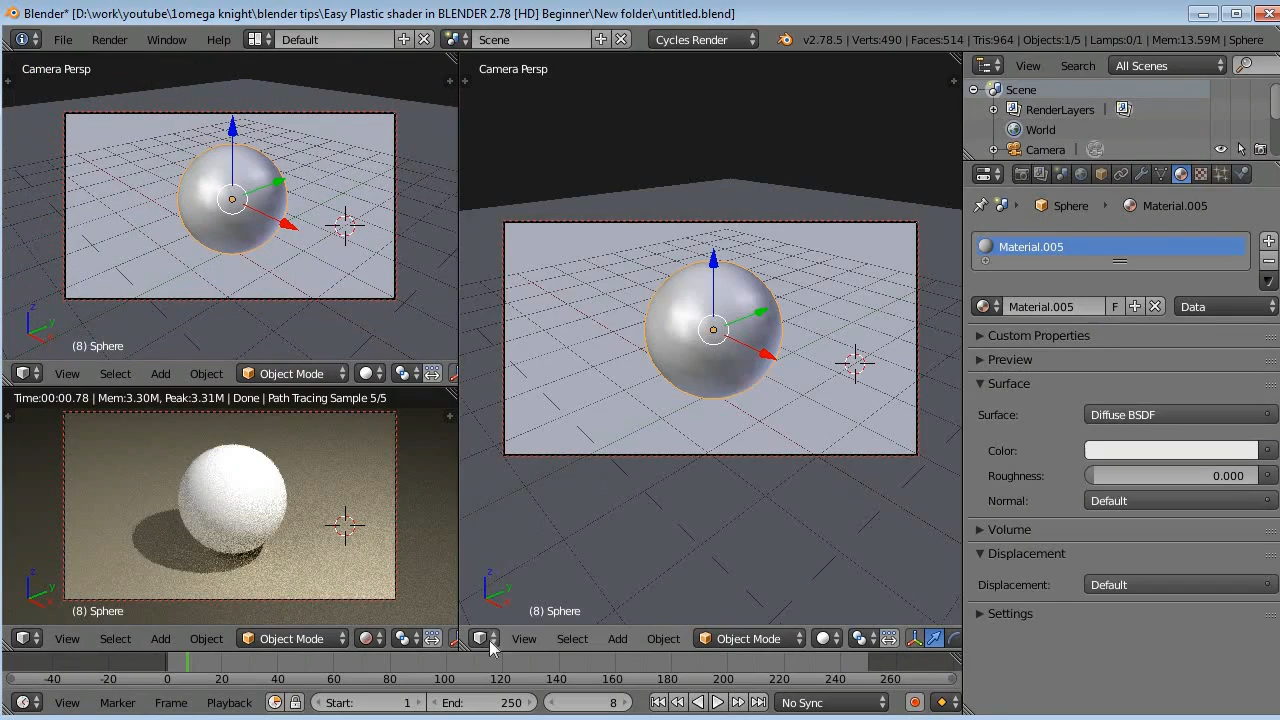 Blender* [D:\work\youtube\1omega knight\blender tips\Easy Plastic shader in BLENDER 2.78 [HD] Beginner\New folder\untitled.blend]
File Render Window Help Default Scene Cycles Render v2.78.5 | Verts:490 | Faces:514 | Tris:964 | Objects:1/5 | Lamps:0/1 | Mem:13.59M | Sphere
Camera Persp
(8) Sphere
View Select Add Object Object Mode
Time:00:00.78 | Mem:3.30M, Peak:3.31M | Done | Path Tracing Sample 5/5
(8) Sphere
View Select Add Object Object Mode
Camera Persp
(8) Sphere
View Select Add Object Object Mode
View Search All Scenes
Scene
RenderLayers
World
Camera
Sphere Material.005
Material.005
Material.005 F Data
Custom Properties
Preview
Surface
Surface: Diffuse BSDF
Color:
Roughness: 0.000
Normal: Default
Volume
Displacement
Displacement: Default
Settings
-40 -20 0 20 40 60 80 100 120 140 160 180 200 220 240 260
View Marker Frame Playback Start: 1 End: 250 8 No Sync